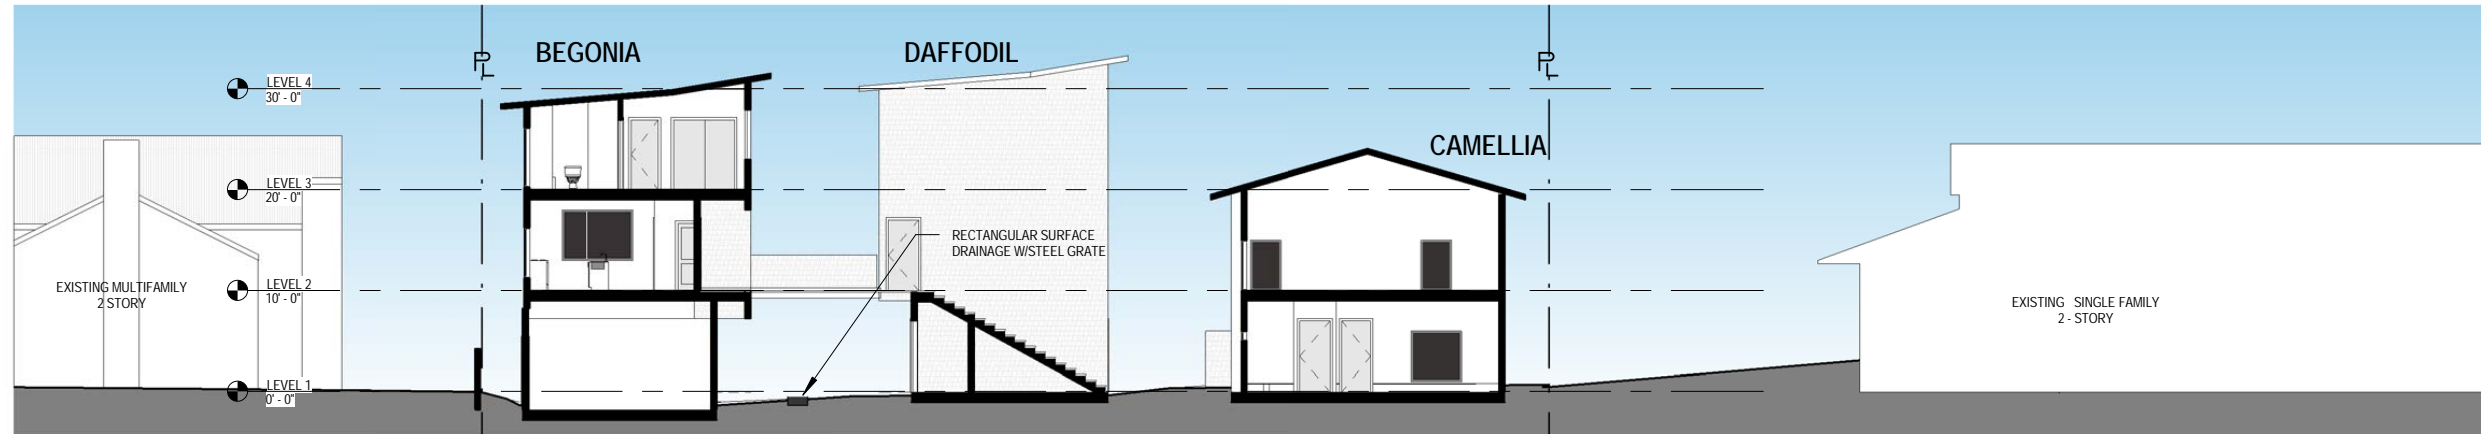 BEGONIA
DAFFODIL
PL
PL
LEVEL 4
30' - 0"
CAMELLIA
LEVEL 3
20' - 0"
RECTANGULAR SURFACE
DRAINAGE W/STEEL GRATE
LEVEL 2
10' - 0"
EXISTING MULTIFAMILY
2 STORY
EXISTING SINGLE FAMILY
2 - STORY
LEVEL 1
0' - 0"